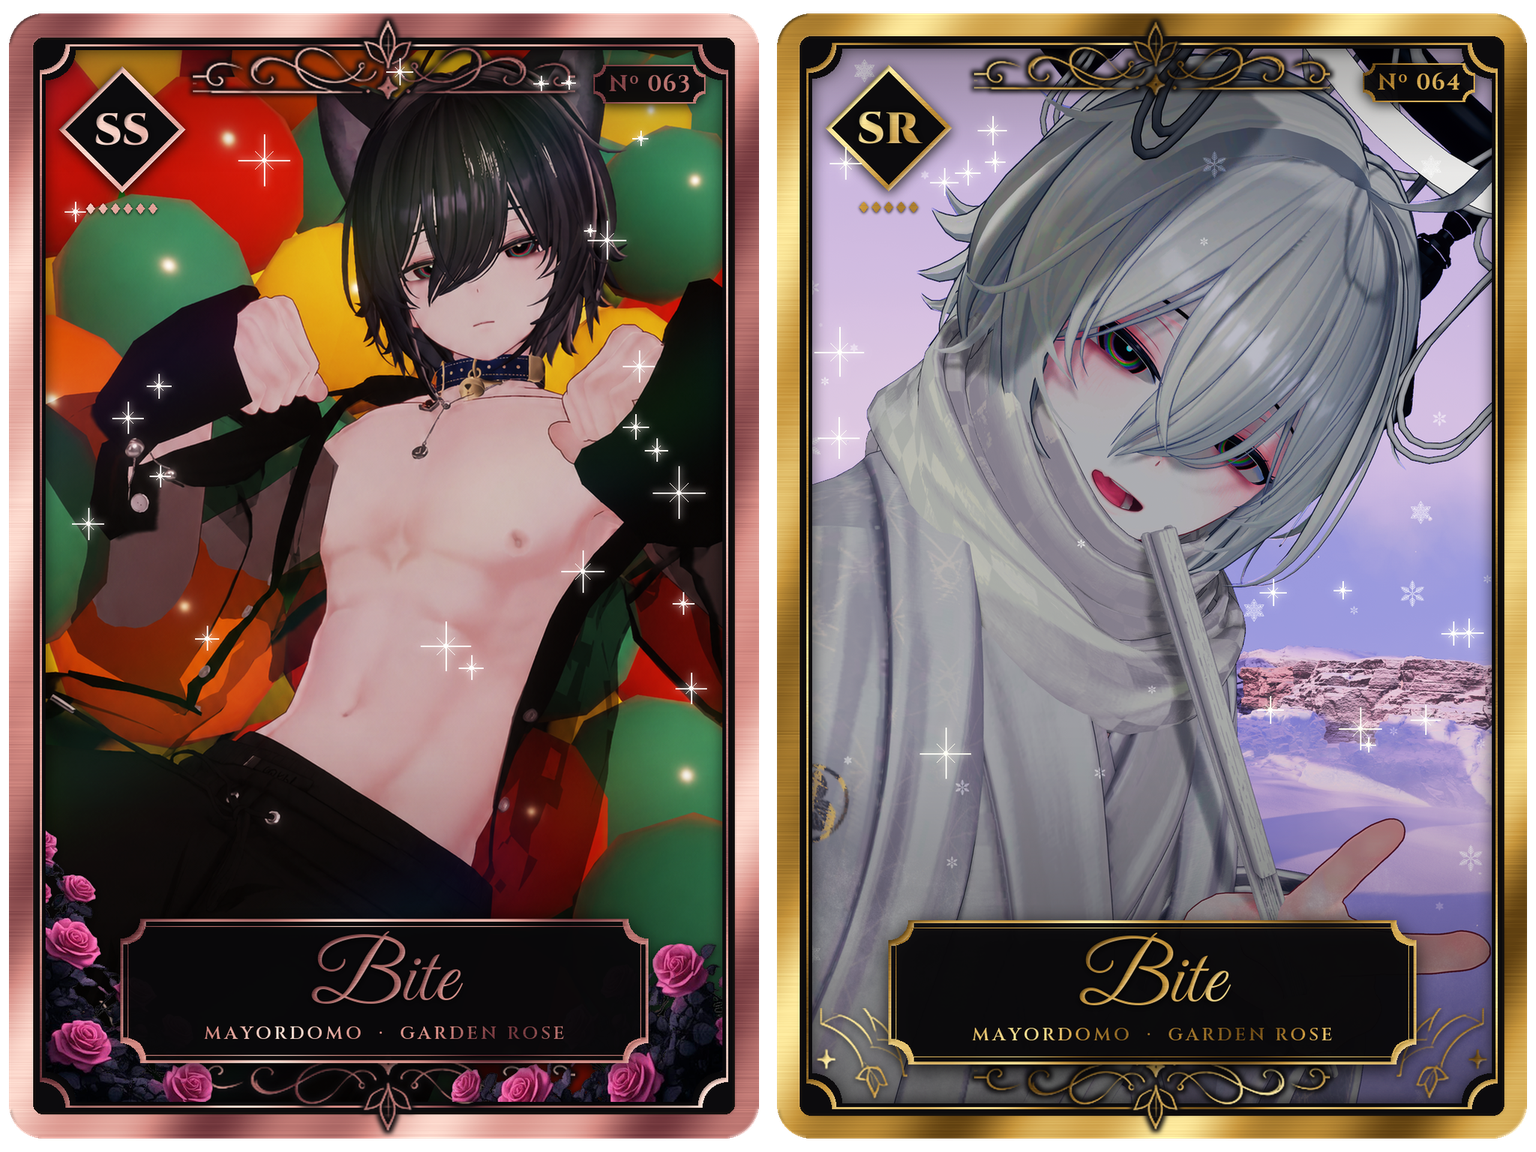 SS
Nº 063
Bite
MAYORDOMO · GARDEN ROSE
SR
Nº 064
Bite
MAYORDOMO · GARDEN ROSE